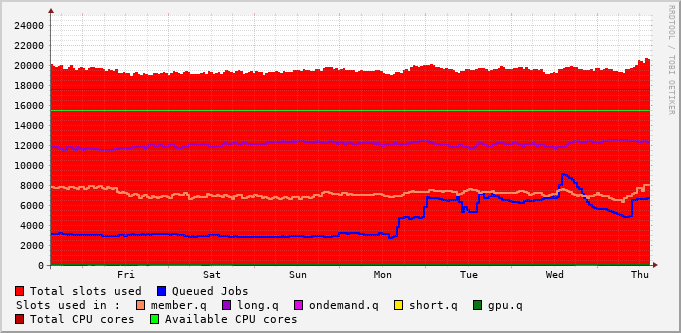 RRDTOOL / TOBI OETIKER
24000
22000
20000
18000
16000
14000
12000
10000
8000
6000
4000
2000
0
Fri Sat Sun Mon Tue Wed Thu
Total slots used Queued Jobs
Slots used in : member.q long.q ondemand.q short.q gpu.q
Total CPU cores Available CPU cores